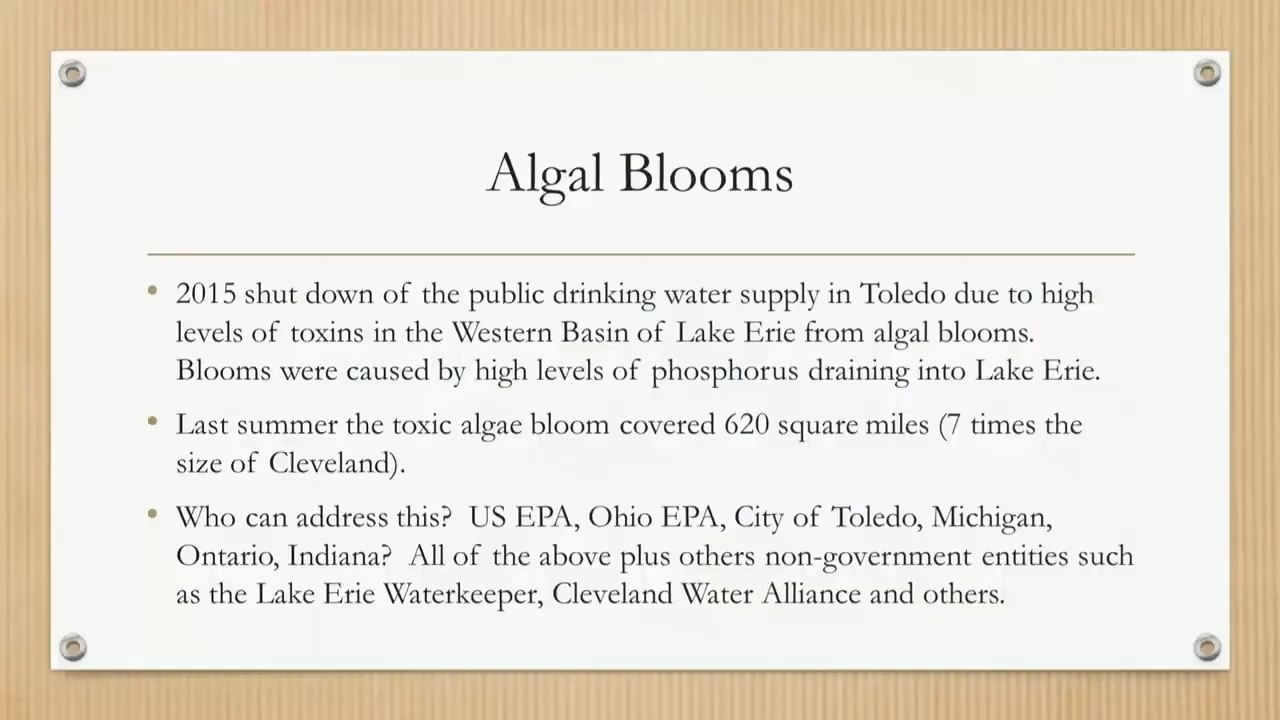 Algal Blooms
• 2015 shut down of the public drinking water supply in Toledo due to high
levels of toxins in the Western Basin of Lake Erie from algal blooms.
Blooms were caused by high levels of phosphorus draining into Lake Erie.
• Last summer the toxic algae bloom covered 620 square miles (7 times the
size of Cleveland).
• Who can address this?  US EPA, Ohio EPA, City of Toledo, Michigan,
Ontario, Indiana?  All of the above plus others non-government entities such
as the Lake Erie Waterkeeper, Cleveland Water Alliance and others.